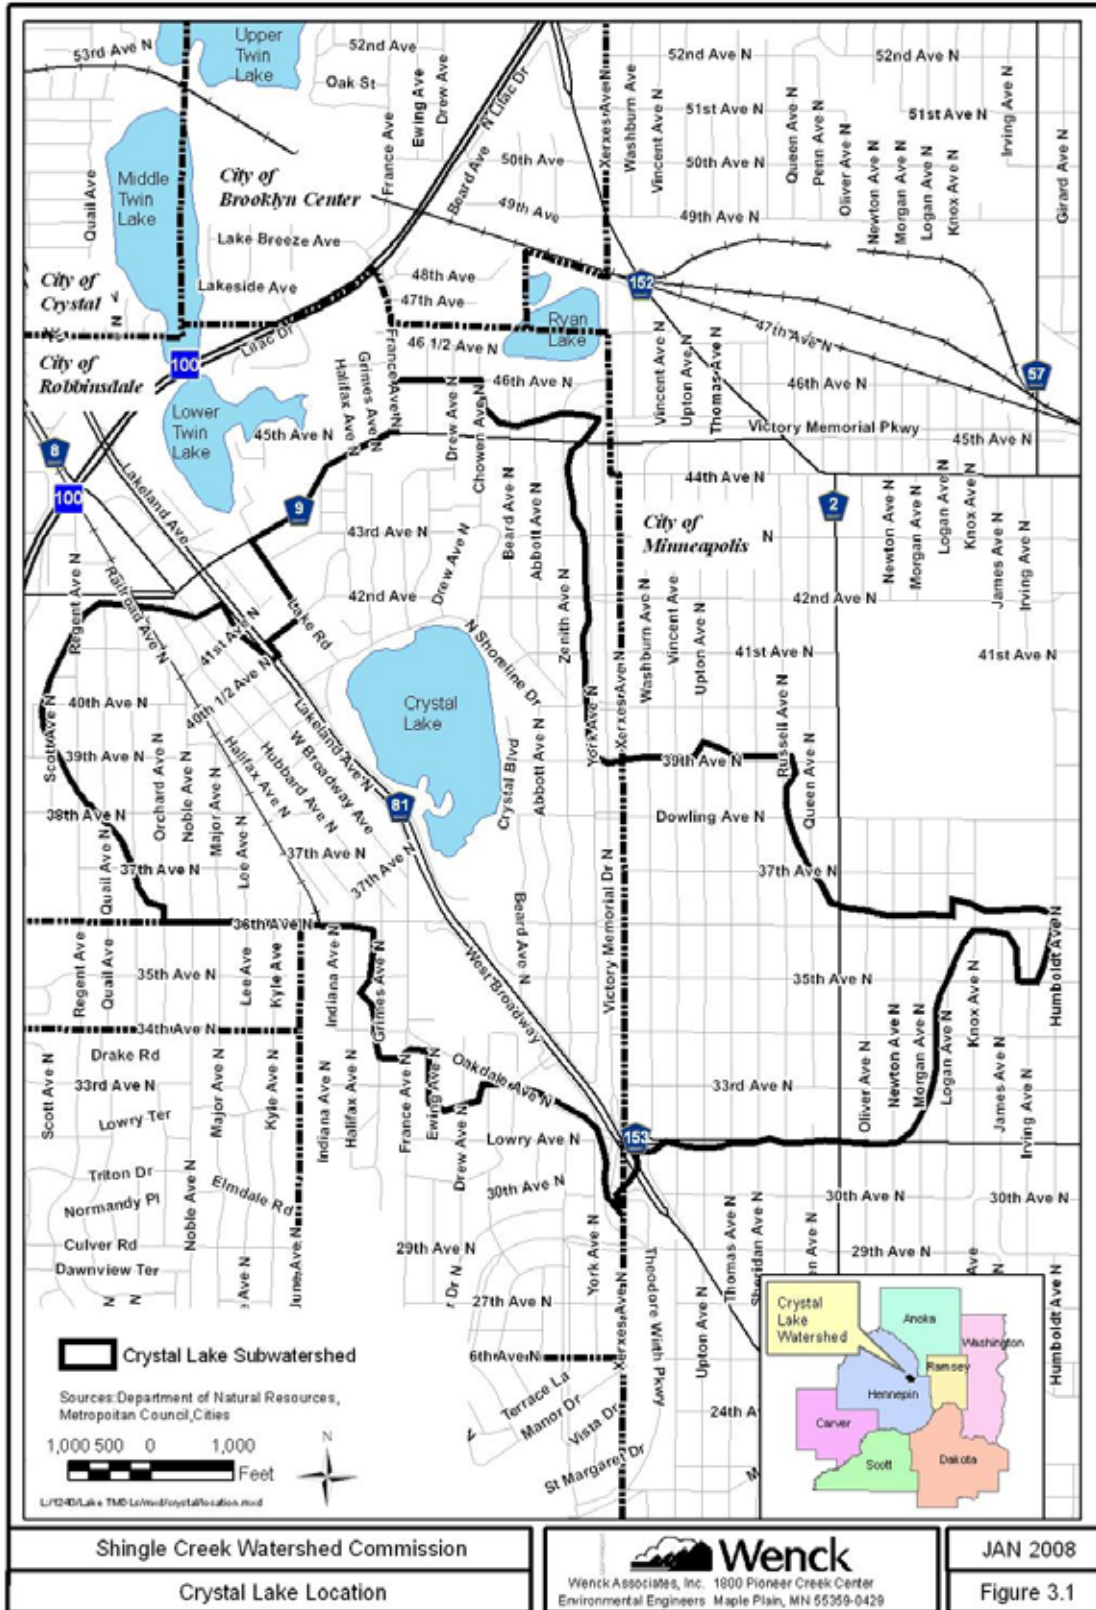 53rd Ave N
Upper
Twin
Lake
52nd Ave
Oak St
Ewing Ave
Drew Ave
France Ave
N Lilac Dr
Beard Ave
Xerxes Ave N
Washburn Ave
Vincent Ave N
52nd Ave N
52nd Ave N
51st Ave N
51st Ave N
50th Ave
50th Ave N
49th Ave
49th Ave N
Queen Ave N
Penn Ave N
Oliver Ave N
Newton Ave N
Morgan Ave N
Logan Ave N
Knox Ave N
Irving Ave N
Girard Ave N
Quail Ave
Middle
Twin
Lake
City of
Brooklyn Center
Lake Breeze Ave
Lakeside Ave
48th Ave
47th Ave
46 1/2 Ave N
City of
Crystal
City of
Robbinsdale
Lilac Dr
100
Ryan
Lake
152
47th Ave N
46th Ave N
57
Vincent Ave N
Upton Ave N
Thomas Ave N
Victory Memorial Pkwy
45th Ave N
Halifax Ave N
Grimes Ave N
France Ave N
46th Ave N
Drew Ave N
Chowen Ave N
Lower
Twin
Lake
45th Ave N
8
100
Lakeland Ave
9
43rd Ave N
Beard Ave N
Abbott Ave N
44th Ave N
2
City of
Minneapolis
N
Newton Ave N
Morgan Ave N
Logan Ave N
Knox Ave N
James Ave N
Irving Ave N
Regent Ave N
Railroad Ave N
41st Ave N
Lake Rd
42nd Ave
Drew Ave N
N Shoreline Dr
Zenith Ave N
42nd Ave N
Washburn Ave N
Vincent Ave
Upton Ave N
41st Ave N
41st Ave N
40th Ave N
40th 1/2 Ave N
Crystal
Lake
Scott Ave N
39th Ave N
38th Ave N
Orchard Ave N
Noble Ave N
Major Ave N
Lee Ave N
Halifax Ave N
Hubbard Ave N
W Broadway Ave
Lakeland Ave N
81
Crystal Blvd
Abbott Ave N
York Ave N
Xerxes Ave N
39th Ave N
Russell Ave N
Queen Ave N
Dowling Ave N
37th Ave N
37th Ave N
37th Ave N
37th Ave N
Quail Ave N
36th Ave N
Beard Ave N
Victory Memorial Dr N
West Broadway
Regent Ave
Quail Ave
35th Ave N
Lee Ave
Kyle Ave
Indiana Ave N
Grimes Ave N
35th Ave N
Knox Ave N
Humboldt Ave N
34th Ave N
Drake Rd
33rd Ave N
Lowry Ter
Scott Ave N
Major Ave N
Kyle Ave N
Indiana Ave N
Halifax Ave N
France Ave N
Ewing Ave N
Drew Ave N
Oakdale Ave N
Lowry Ave N
153
33rd Ave N
Oliver Ave N
Newton Ave N
Morgan Ave N
Logan Ave N
James Ave N
Irving Ave N
Triton Dr
Normandy Pl
Elmdale Rd
Noble Ave N
Culver Rd
Dawnview Ter
N
N
e Ave N
June Ave N
30th Ave N
29th Ave N
r Dr N
27th Ave N
York Ave N
Xerxes Ave N
Theodore Wirth Pkwy
Upton Ave N
Thomas Ave N
Sheridan Ave N
en Ave N
30th Ave N
30th Ave N
29th Ave N
Ave
Humboldt Ave N
6th Ave N
Terrace La
Manor Dr
Vista Dr
St Margaret Dr
24th A
Crystal Lake Subwatershed
Sources:Department of Natural Resources,
Metropoitan Council,Cities
1,000 500 0 1,000
Feet
N
L:/1240/Lake TMDLs/mxd/crystallocation.mxd
Crystal
Lake
Watershed
Anoka
Washington
Ramsey
Hennepin
Carver
Scott
Dakota
Shingle Creek Watershed Commission
Crystal Lake Location
Wenck
Wenck Associates, Inc. 1800 Pioneer Creek Center
Environmental Engineers Maple Plain, MN 55359-0429
JAN 2008
Figure 3.1